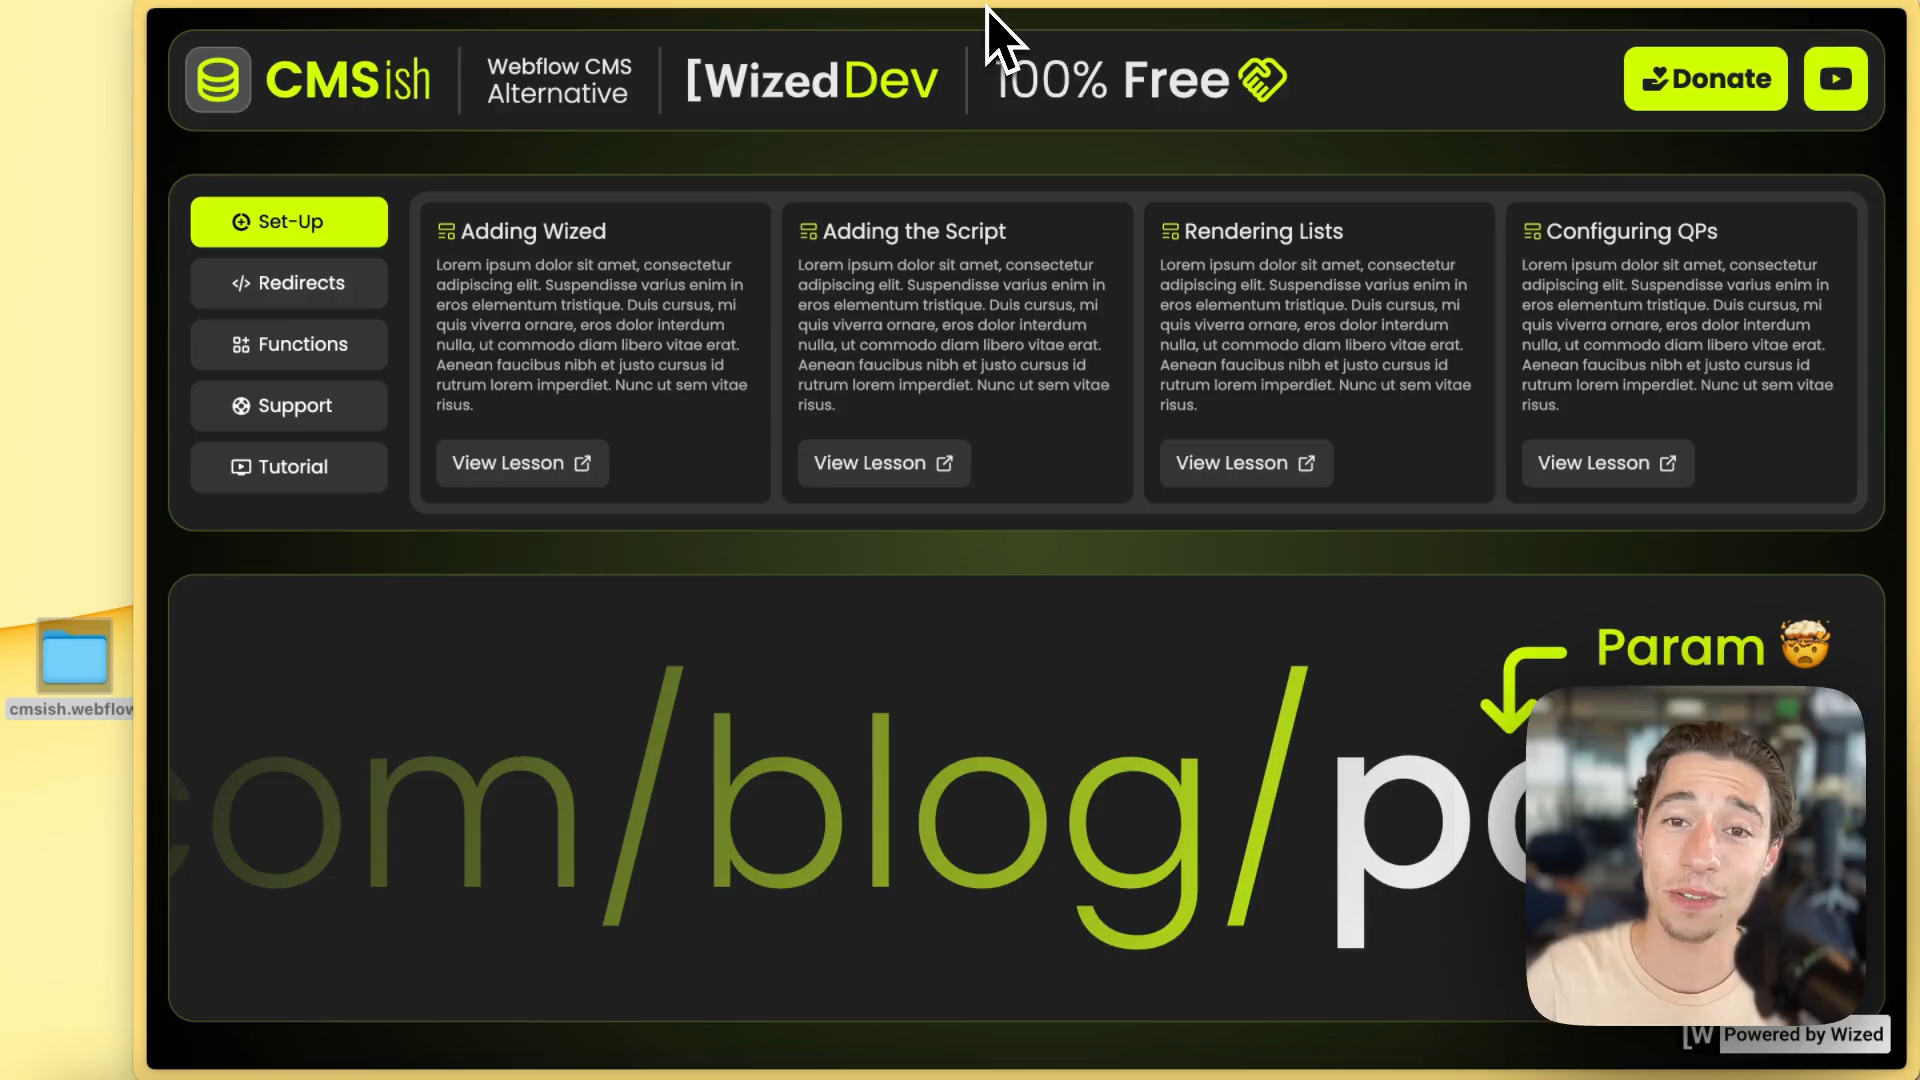 CMSish
Webflow CMS
Alternative
[Wized Dev
100% Free
Donate
Set-Up
Redirects
Functions
Support
Tutorial
Adding Wized
Lorem ipsum dolor sit amet, consectetur
adipiscing elit. Suspendisse varius enim in
eros elementum tristique. Duis cursus, mi
quis viverra ornare, eros dolor interdum
nulla, ut commodo diam libero vitae erat.
Aenean faucibus nibh et justo cursus id
rutrum lorem imperdiet. Nunc ut sem vitae
risus.
View Lesson
Adding the Script
Lorem ipsum dolor sit amet, consectetur
adipiscing elit. Suspendisse varius enim in
eros elementum tristique. Duis cursus, mi
quis viverra ornare, eros dolor interdum
nulla, ut commodo diam libero vitae erat.
Aenean faucibus nibh et justo cursus id
rutrum lorem imperdiet. Nunc ut sem vitae
risus.
View Lesson
Rendering Lists
Lorem ipsum dolor sit amet, consectetur
adipiscing elit. Suspendisse varius enim in
eros elementum tristique. Duis cursus, mi
quis viverra ornare, eros dolor interdum
nulla, ut commodo diam libero vitae erat.
Aenean faucibus nibh et justo cursus id
rutrum lorem imperdiet. Nunc ut sem vitae
risus.
View Lesson
Configuring QPs
Lorem ipsum dolor sit amet, consectetur
adipiscing elit. Suspendisse varius enim in
eros elementum tristique. Duis cursus, mi
quis viverra ornare, eros dolor interdum
nulla, ut commodo diam libero vitae erat.
Aenean faucibus nibh et justo cursus id
rutrum lorem imperdiet. Nunc ut sem vitae
risus.
View Lesson
cmsish.webflow
Param 🤯
com/blog/p
[W Powered by Wized